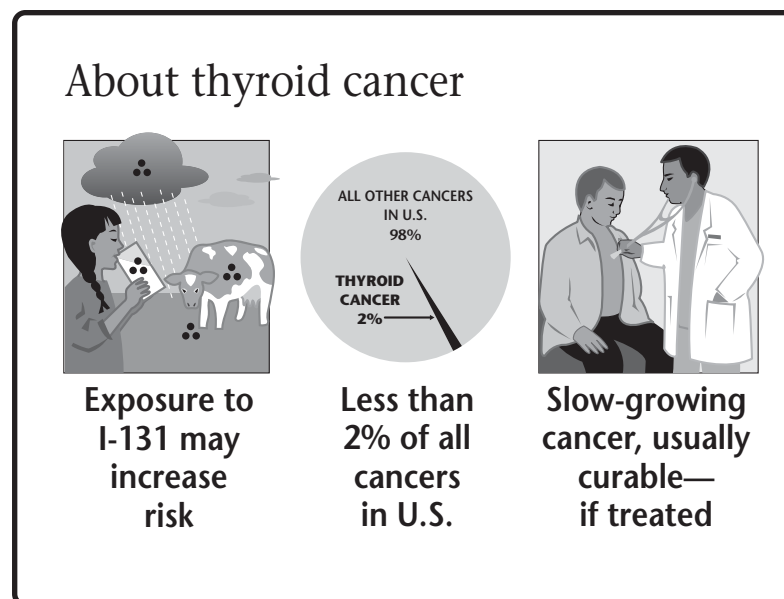 About thyroid cancer
ALL OTHER CANCERS
IN U.S.
98%
THYROID
CANCER
2%
Exposure to
I-131 may
increase
risk
Less than
2% of all
cancers
in U.S.
Slow-growing
cancer, usually
curable—
if treated